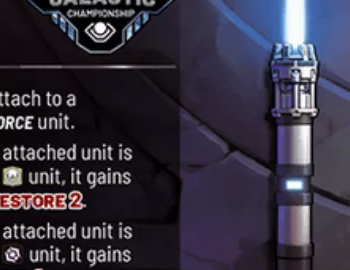 GALACTIC
CHAMPIONSHIP
ttach to a
ORCE unit.
attached unit is
unit, it gains
ESTORE 2.
attached unit is
unit, it gains